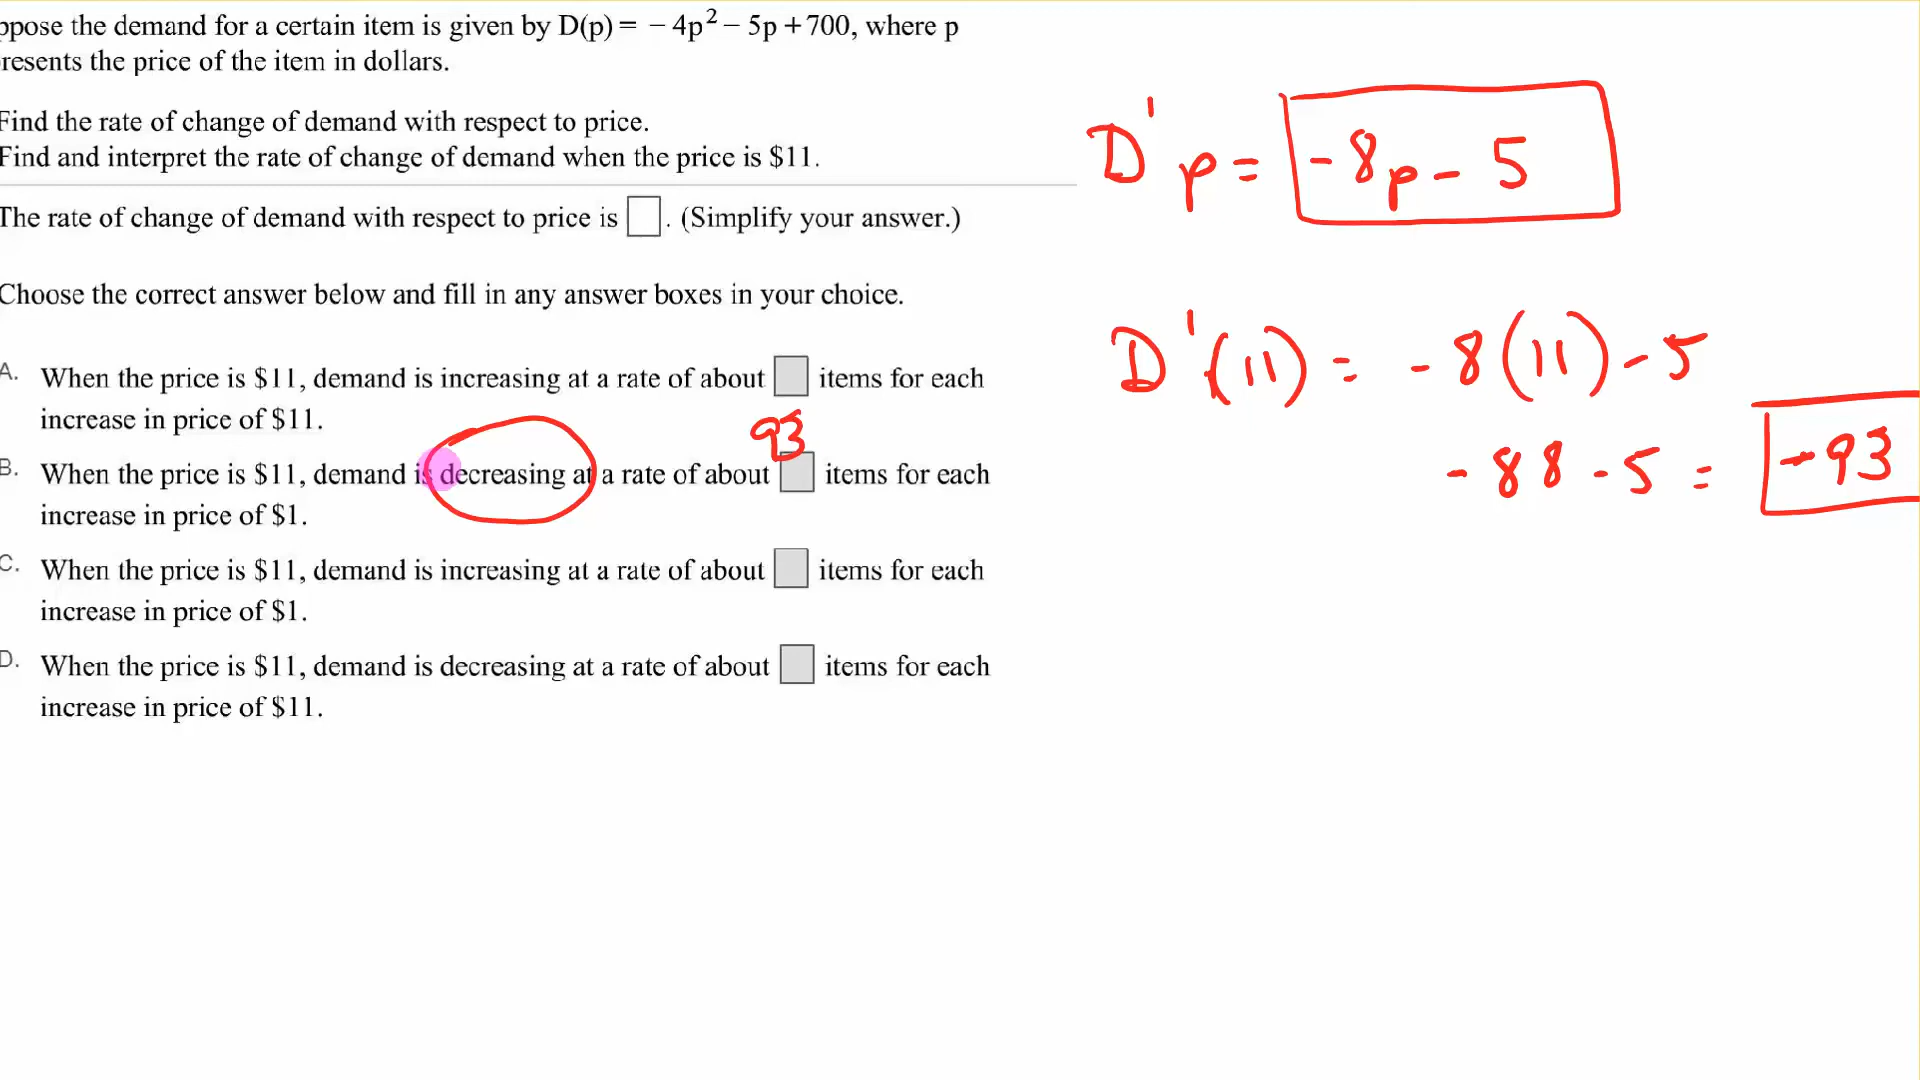 ppose the demand for a certain item is given by D(p) = − 4p² − 5p + 700, where p
resents the price of the item in dollars.
Find the rate of change of demand with respect to price.
Find and interpret the rate of change of demand when the price is $11.
The rate of change of demand with respect to price is . (Simplify your answer.)
Choose the correct answer below and fill in any answer boxes in your choice.
A. When the price is $11, demand is increasing at a rate of about items for each
increase in price of $11.
93
B. When the price is $11, demand is decreasing at a rate of about items for each
increase in price of $1.
C. When the price is $11, demand is increasing at a rate of about items for each
increase in price of $1.
D. When the price is $11, demand is decreasing at a rate of about items for each
increase in price of $11.
D' p = -8p - 5
D'(11) = -8(11) - 5
-88 - 5 = -93